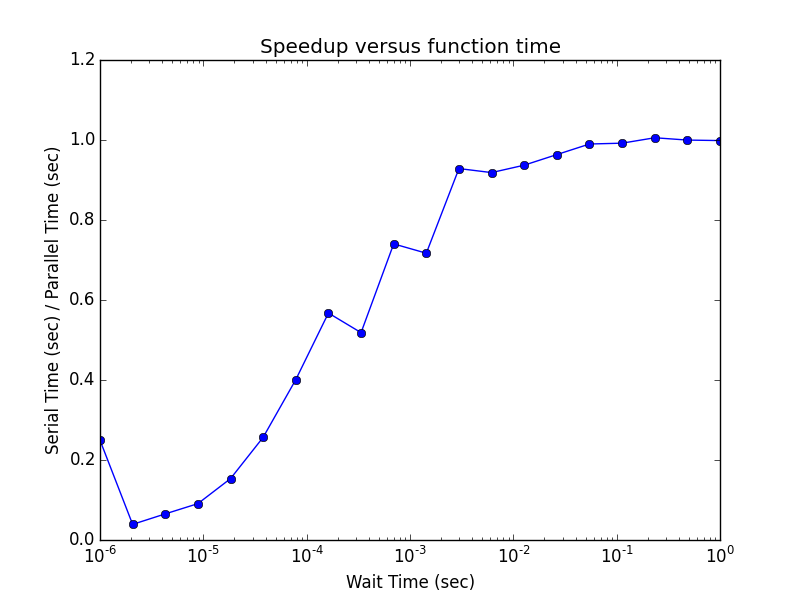 Speedup versus function time
Serial Time (sec) / Parallel Time (sec)
1.2
1.0
0.8
0.6
0.4
0.2
0.0
10⁻⁶ 10⁻⁵ 10⁻⁴ 10⁻³ 10⁻² 10⁻¹ 10⁰
Wait Time (sec)